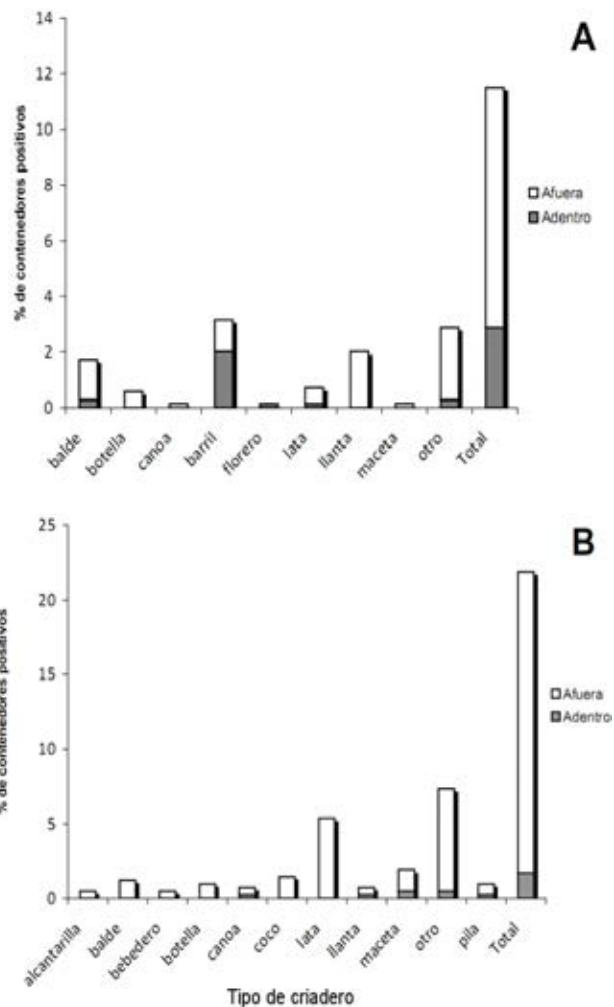 A
14
12
10
8
6
4
2
0
% de contenedores positivos
Afuera
Adentro
balde
botella
canoa
barril
florero
lata
llanta
maceta
otro
Total
B
25
20
15
10
5
0
% de contenedores positivos
Afuera
Adentro
alcantarilla
balde
bebedero
botella
canoa
coco
lata
llanta
maceta
otro
pila
Total
Tipo de criadero